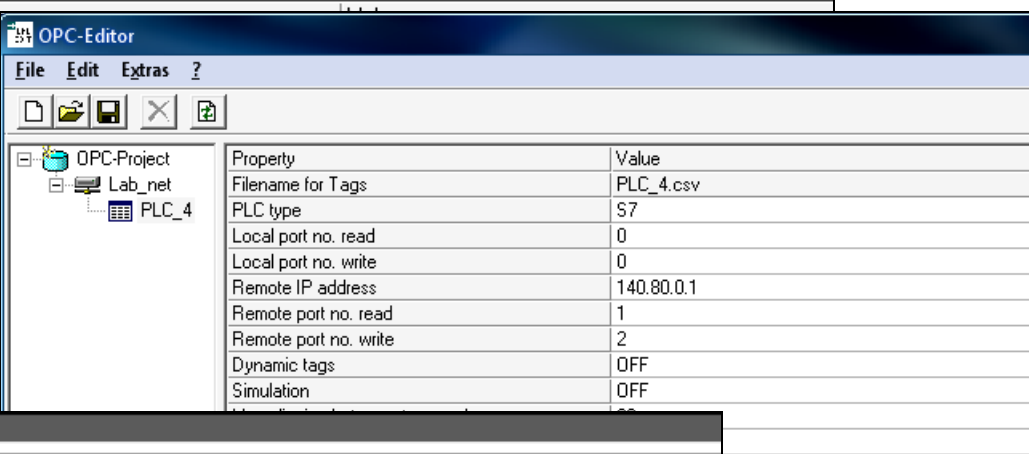 OPC-Editor
File Edit Extras ?
OPC-Project
Lab_net
PLC_4
Property Value
Filename for Tags PLC_4.csv
PLC type S7
Local port no. read 0
Local port no. write 0
Remote IP address 140.80.0.1
Remote port no. read 1
Remote port no. write 2
Dynamic tags OFF
Simulation OFF